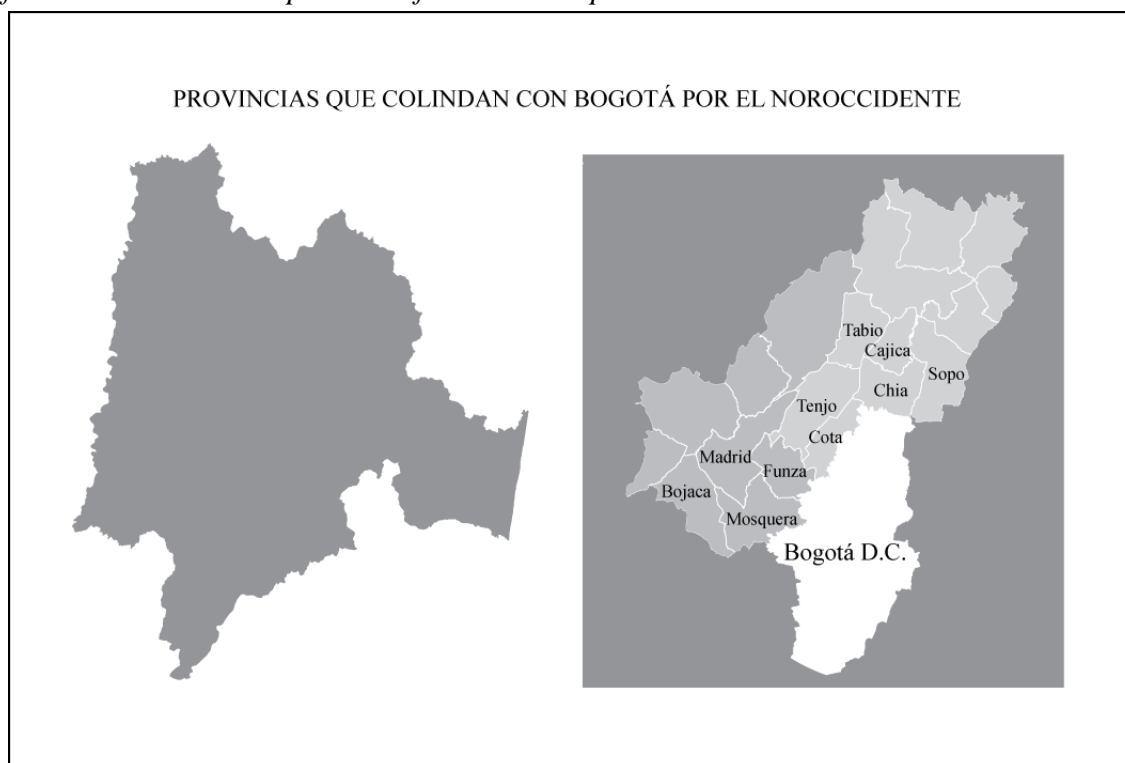 PROVINCIAS QUE COLINDAN CON BOGOTÁ POR EL NOROCCIDENTE
Tabio
Cajica
Sopo
Chia
Tenjo
Cota
Madrid
Funza
Bojaca
Mosquera
Bogotá D.C.